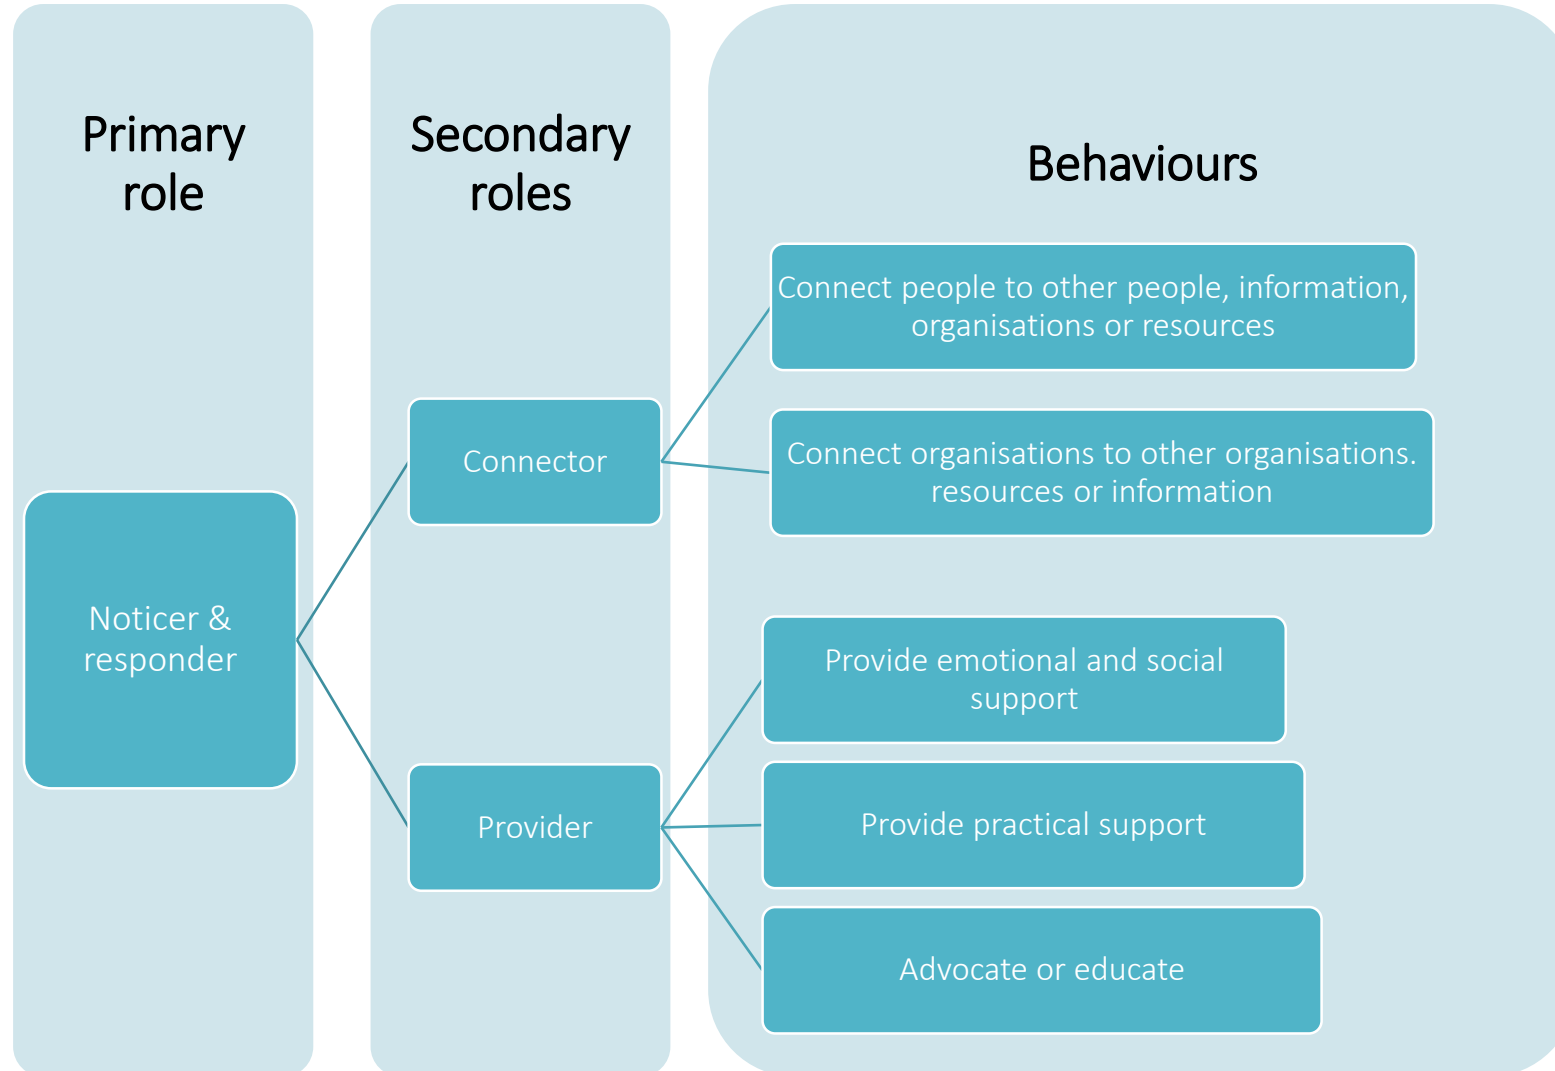 Primary
role
Secondary
roles
Behaviours
Noticer &
responder
Connector
Provider
Connect people to other people, information,
organisations or resources
Connect organisations to other organisations.
resources or information
Provide emotional and social
support
Provide practical support
Advocate or educate